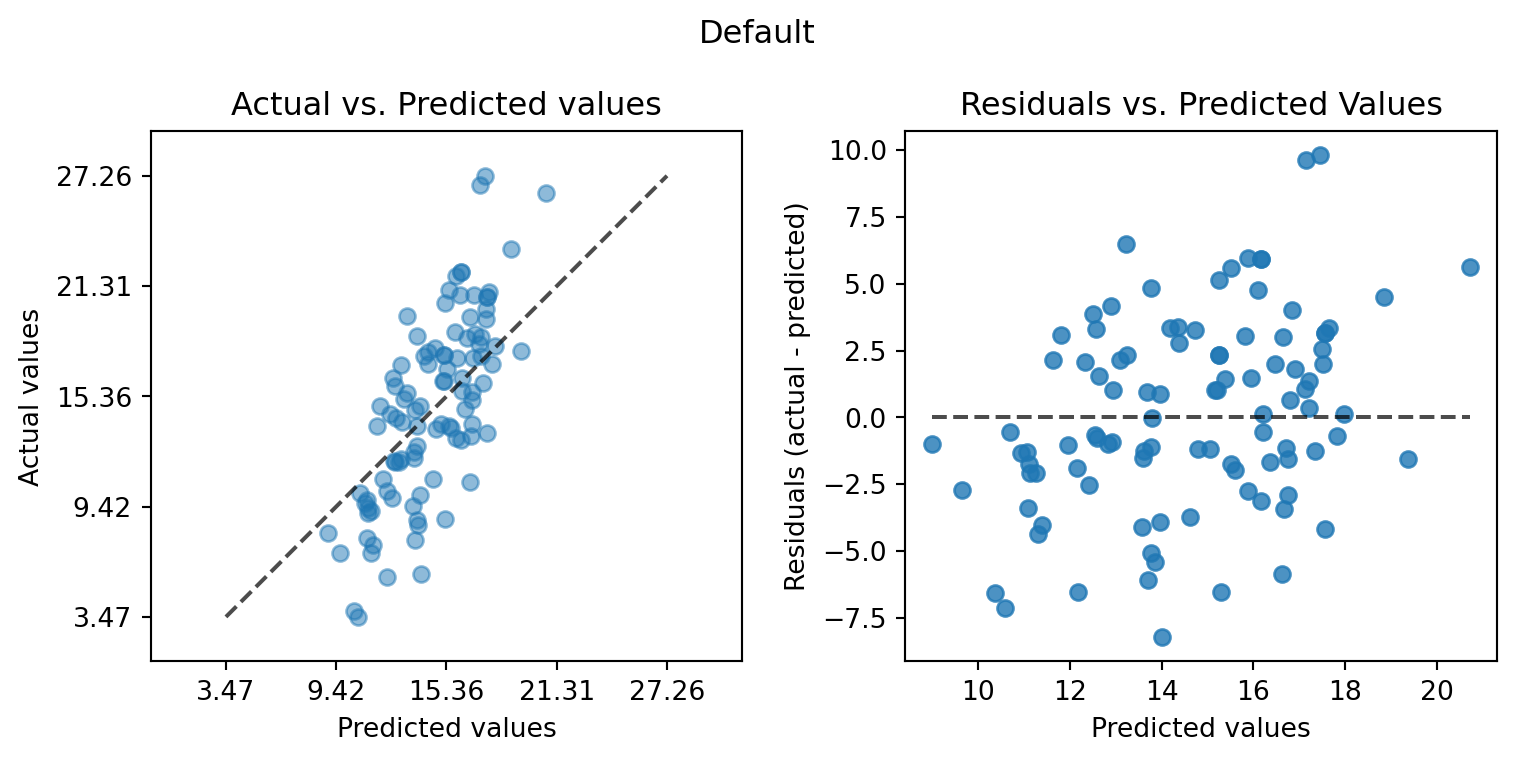 Default
Actual vs. Predicted values
27.26
21.31
15.36
9.42
3.47
Actual values
3.47 9.42 15.36 21.31 27.26
Predicted values
Residuals vs. Predicted Values
10.0
7.5
5.0
2.5
0.0
−2.5
−5.0
−7.5
Residuals (actual - predicted)
10 12 14 16 18 20
Predicted values